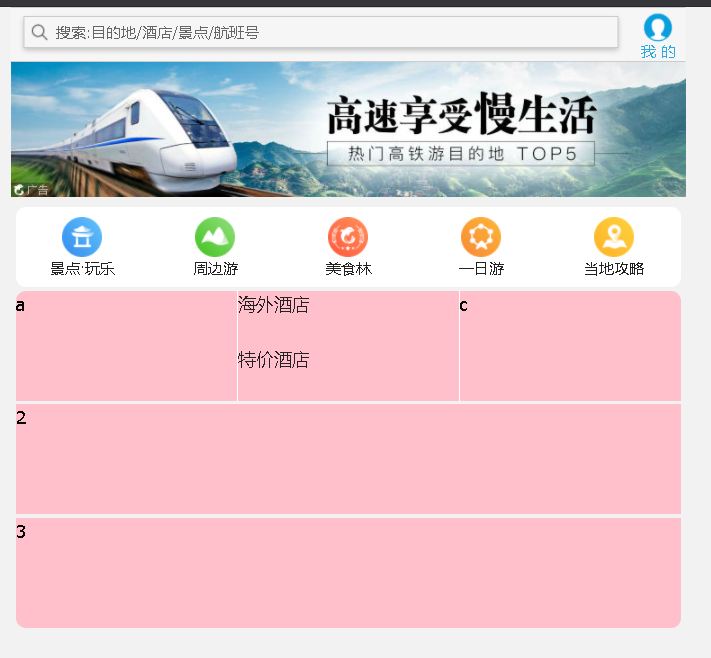 搜索:目的地/酒店/景点/航班号
我 的
高速享受慢生活
热门高铁游目的地 TOP5
广告
景点·玩乐
周边游
美食林
一日游
当地攻略
a
海外酒店
特价酒店
c
2
3